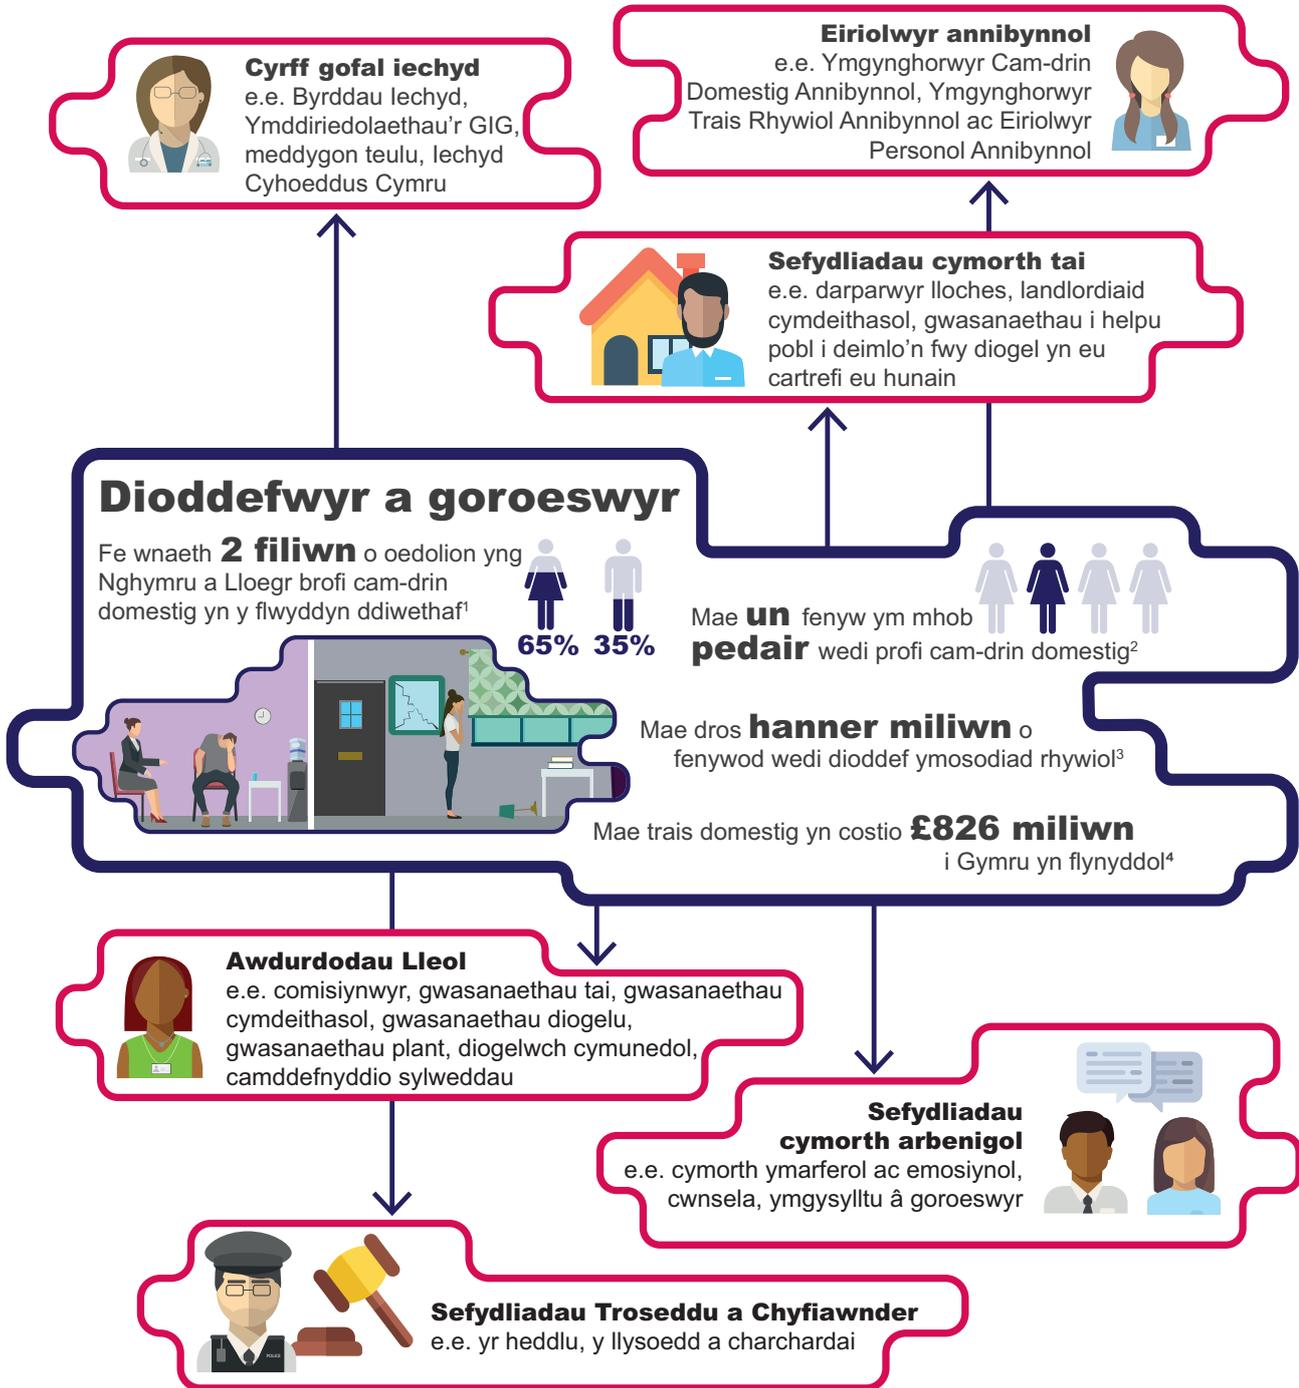 Cyrff gofal iechyd
e.e. Byrddau Iechyd,
Ymddiriedolaethau’r GIG,
meddygon teulu, Iechyd
Cyhoeddus Cymru
Eiriolwyr annibynnol
e.e. Ymgynghorwyr Cam-drin
Domestig Annibynnol, Ymgynghorwyr
Trais Rhywiol Annibynnol ac Eiriolwyr
Personol Annibynnol
Sefydliadau cymorth tai
e.e. darparwyr lloches, landlordiaid
cymdeithasol, gwasanaethau i helpu
pobl i deimlo’n fwy diogel yn eu
cartrefi eu hunain
Dioddefwyr a goroeswyr
Fe wnaeth 2 filiwn o oedolion yng
Nghymru a Lloegr brofi cam-drin
domestig yn y flwyddyn ddiwethaf¹
65% 35%
Mae un fenyw ym mhob
pedair wedi profi cam-drin domestig²
Mae dros hanner miliwn o
fenywod wedi dioddef ymosodiad rhywiol³
Mae trais domestig yn costio £826 miliwn
i Gymru yn flynyddol⁴
Awdurdodau Lleol
e.e. comisiynwyr, gwasanaethau tai, gwasanaethau
cymdeithasol, gwasanaethau diogelu,
gwasanaethau plant, diogelwch cymunedol,
camddefnyddio sylweddau
Sefydliadau
cymorth arbenigol
e.e. cymorth ymarferol ac emosiynol,
cwnsela, ymgysylltu â goroeswyr
POLICE
Sefydliadau Troseddu a Chyfiawnder
e.e. yr heddlu, y llysoedd a charchardai